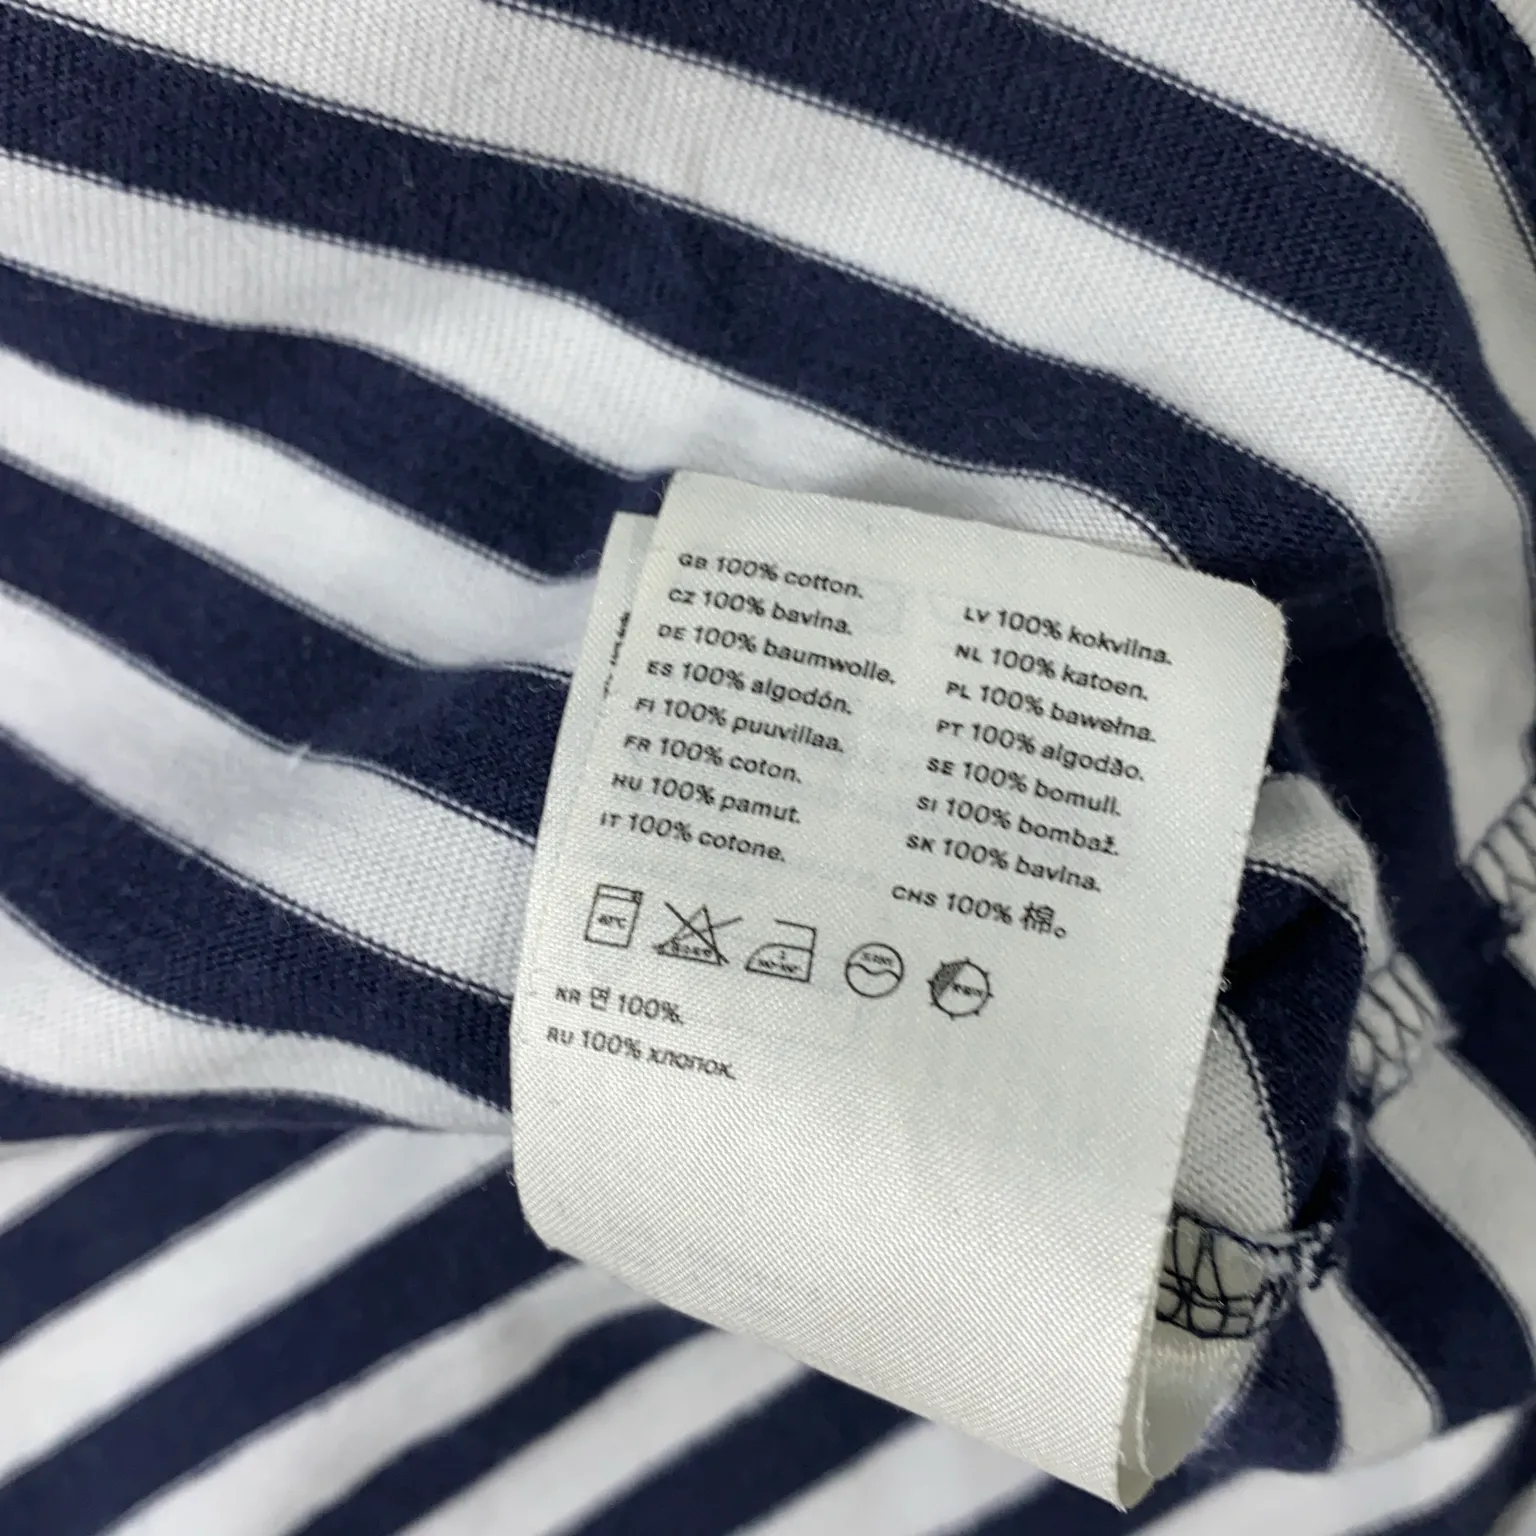 GB 100% cotton.
CZ 100% bavlna.
DE 100% baumwolle.
ES 100% algodón.
FI 100% puuvillaa.
FR 100% coton.
HU 100% pamut.
IT 100% cotone.
LV 100% kokvilna.
NL 100% katoen.
PL 100% bawełna.
PT 100% algodão.
SE 100% bomull.
SI 100% bombaž.
SK 100% bavlna.
CHS 100% 棉。
KR 면 100%.
RU 100% хлопок.